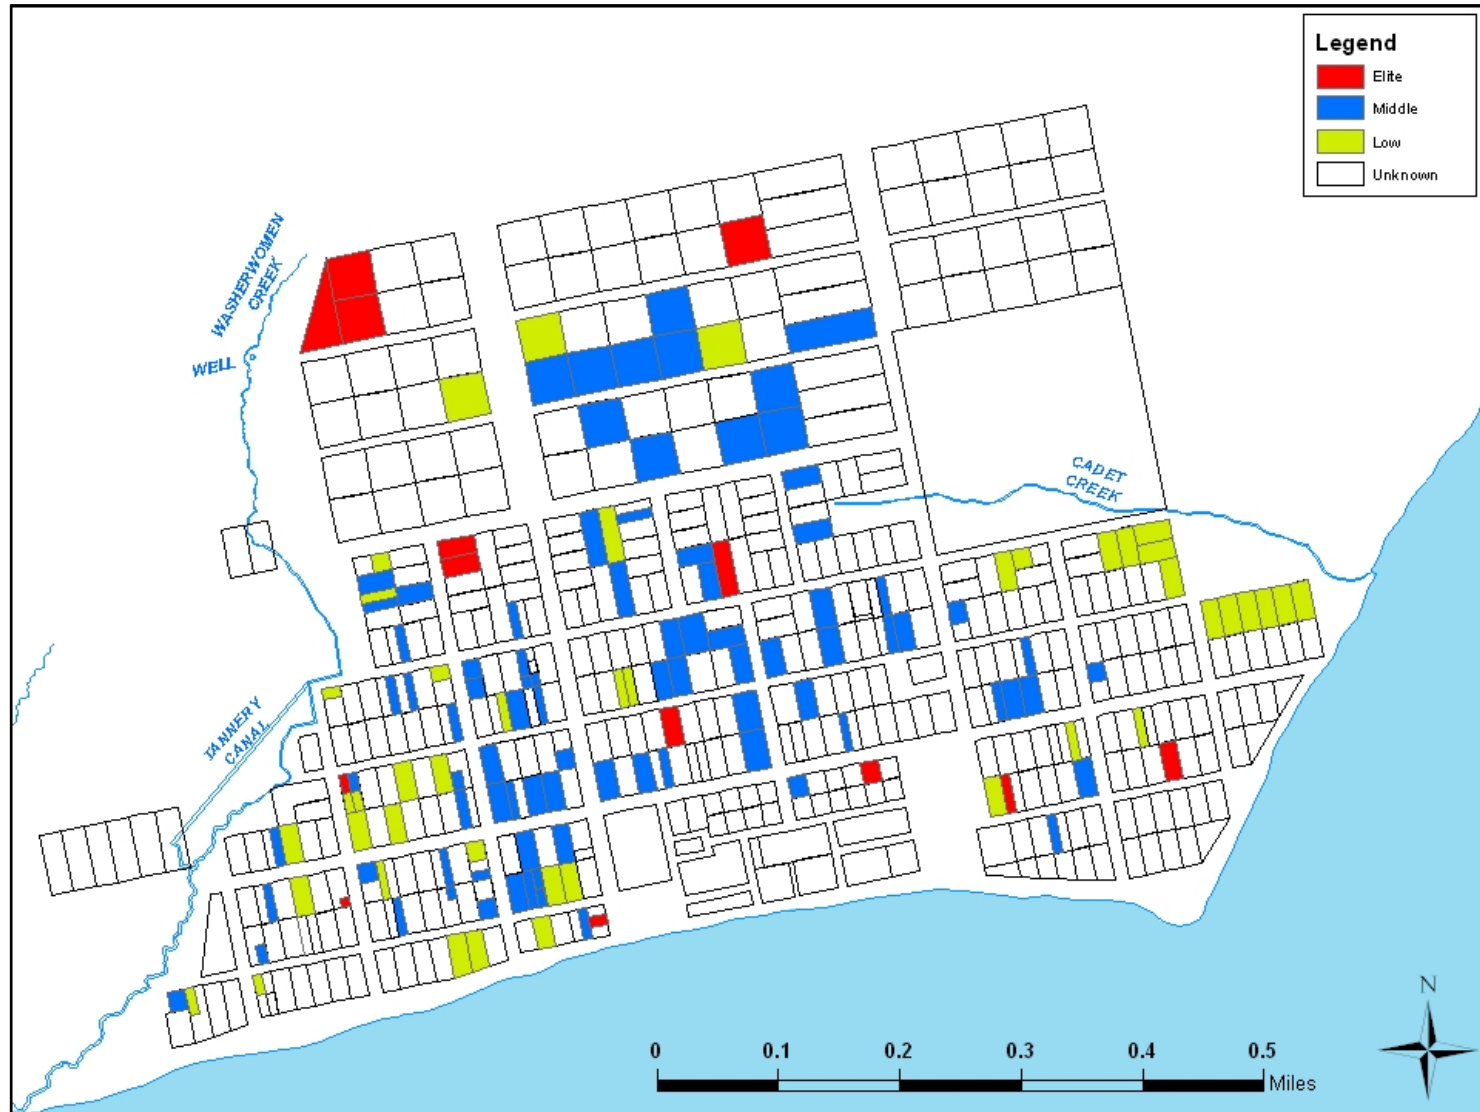 Legend
Elite
Middle
Low
Unknown
WASHERWOMEN
CREEK
WELL
CADET
CREEK
TANNERY
CANAL
N
0 0.1 0.2 0.3 0.4 0.5
Miles